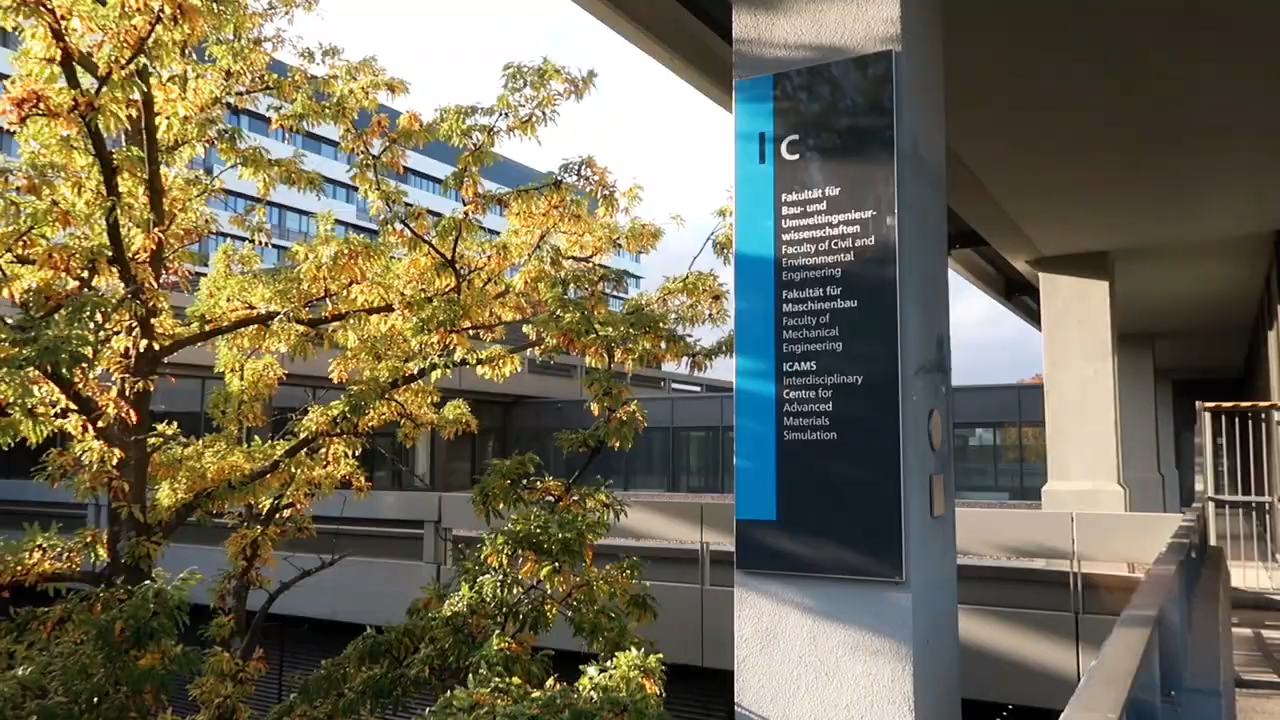 IC
Fakultät für
Bau- und
Umweltingenieur-
wissenschaften
Faculty of Civil and
Environmental
Engineering
Fakultät für
Maschinenbau
Faculty of
Mechanical
Engineering
ICAMS
Interdisciplinary
Centre for
Advanced
Materials
Simulation